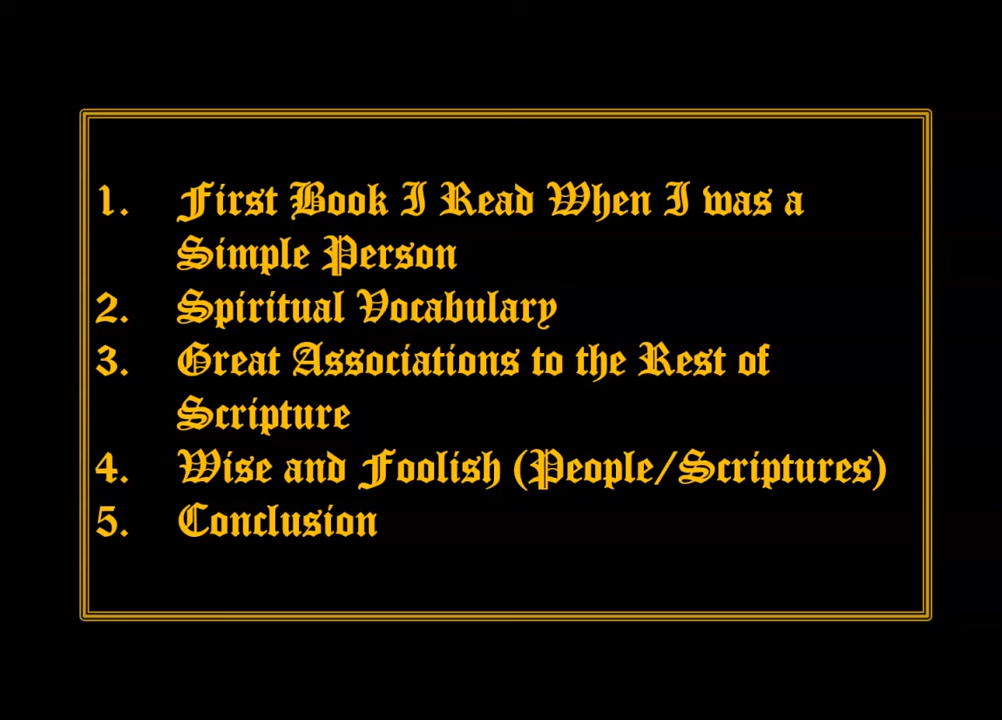 1. First Book I Read When I was a
Simple Person
2. Spiritual Vocabulary
3. Great Associations to the Rest of
Scripture
4. Wise and Foolish (People/Scriptures)
5. Conclusion